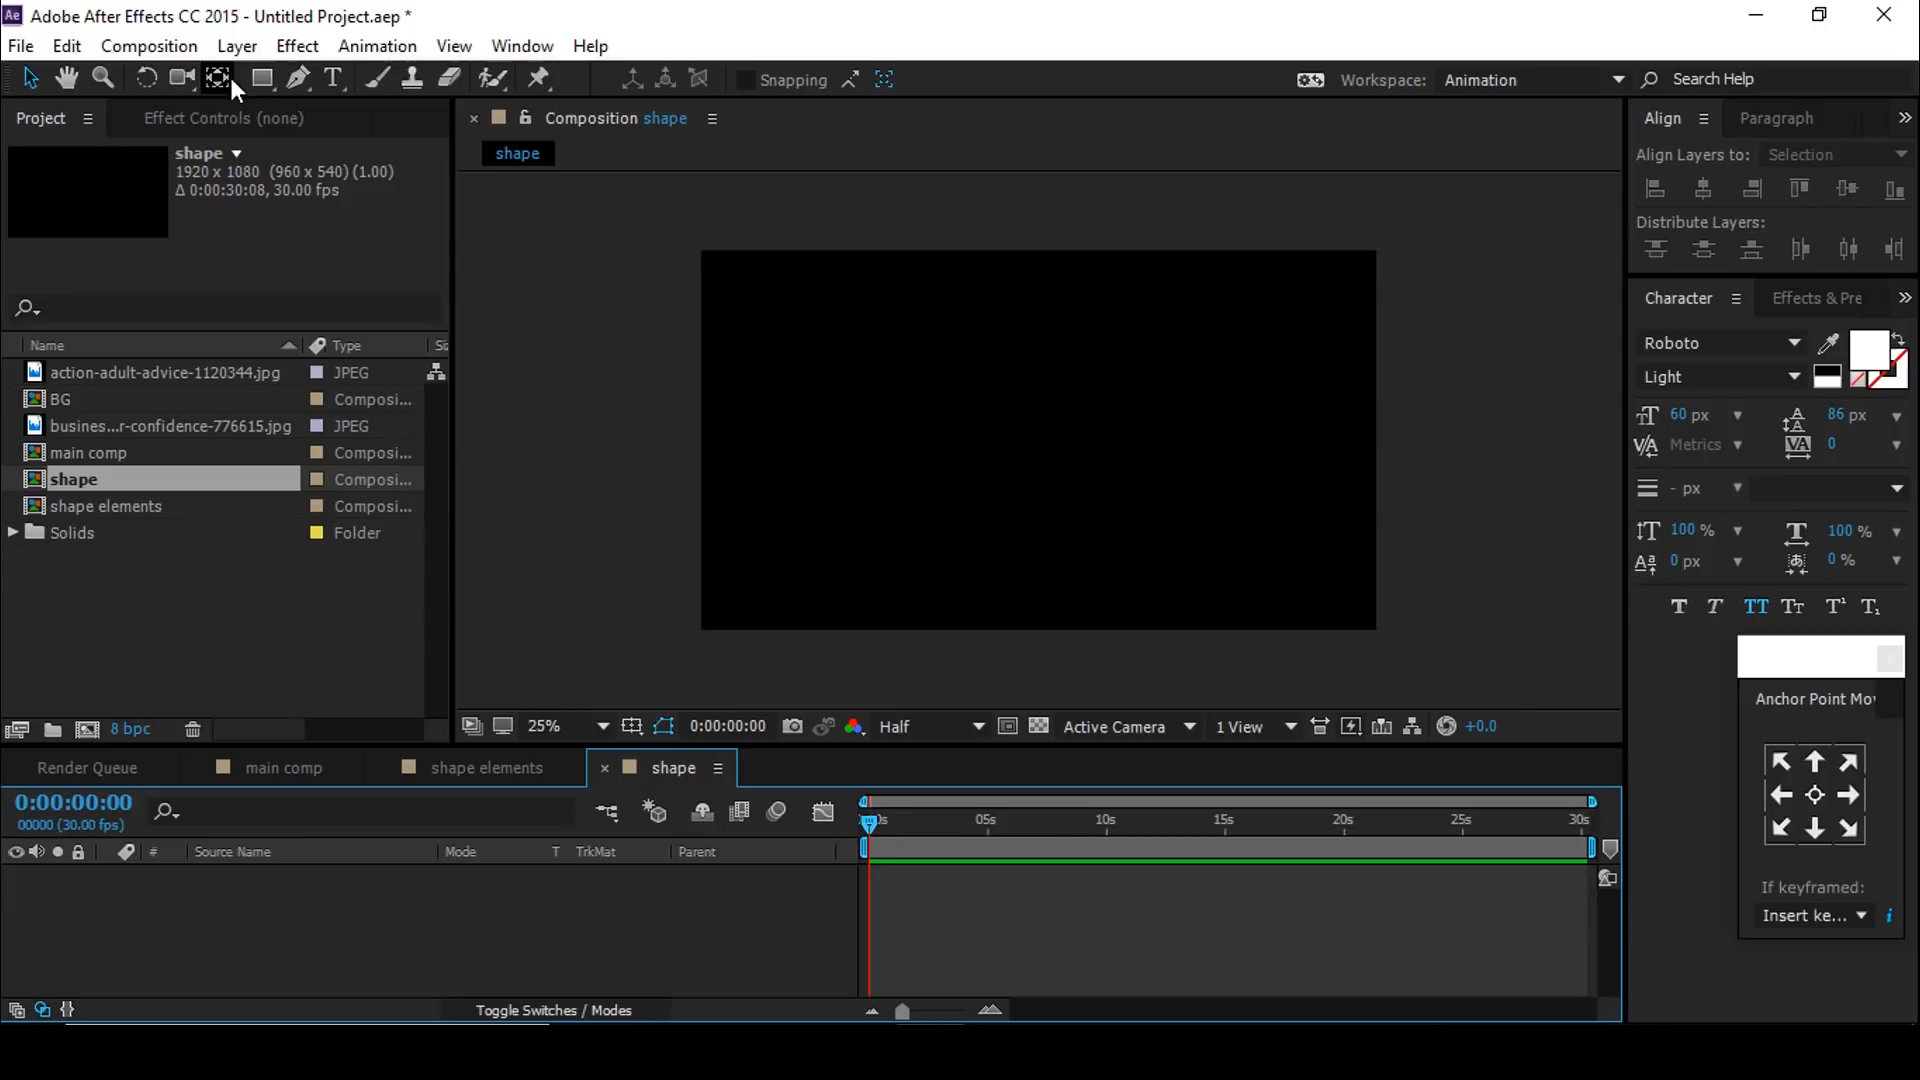 Adobe After Effects CC 2015 - Untitled Project.aep *
File Edit Composition Layer Effect Animation View Window Help
Snapping
Workspace: Animation
Search Help
Project
Effect Controls (none)
Composition shape
shape
shape
1920 x 1080 (960 x 540) (1.00)
Δ 0:00:30:08, 30.00 fps
Name Type Si
action-adult-advice-1120344.jpg JPEG
BG Composi...
busines...r-confidence-776615.jpg JPEG
main comp Composi...
shape Composi...
shape elements Composi...
Solids Folder
8 bpc
25% 0:00:00:00 Half Active Camera 1 View +0.0
Align Paragraph
Align Layers to: Selection
Distribute Layers:
Character Effects & Pre
Roboto
Light
60 px 86 px
Metrics 0
- px
100 % 100 %
0 px 0 %
T T TT Tt T¹ T₁
Anchor Point Mov
If keyframed:
Insert ke...
Render Queue main comp shape elements shape
0:00:00:00
00000 (30.00 fps)
05s 10s 15s 20s 25s 30s
# Source Name Mode T TrkMat Parent
Toggle Switches / Modes